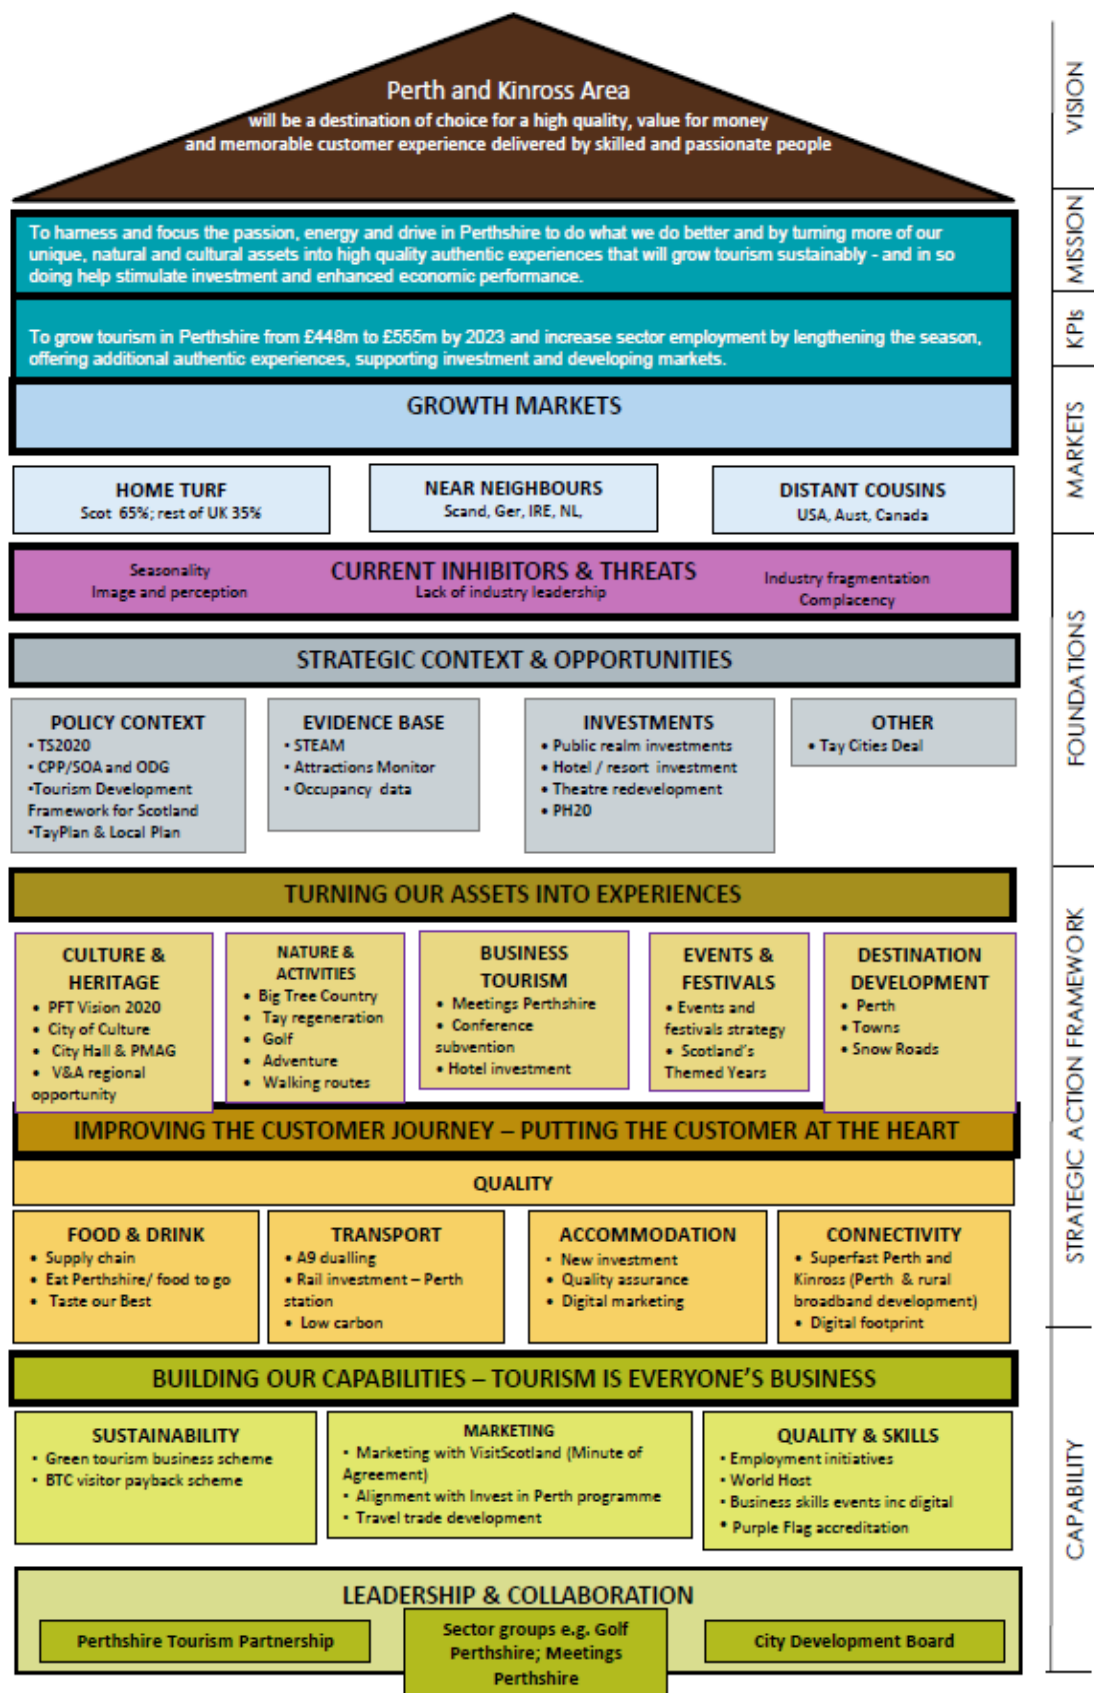 Perth and Kinross Area
will be a destination of choice for a high quality, value for money
and memorable customer experience delivered by skilled and passionate people
VISION
To harness and focus the passion, energy and drive in Perthshire to do what we do better and by turning more of our
unique, natural and cultural assets into high quality authentic experiences that will grow tourism sustainably - and in so
doing help stimulate investment and enhanced economic performance.
MISSION
To grow tourism in Perthshire from £448m to £555m by 2023 and increase sector employment by lengthening the season,
offering additional authentic experiences, supporting investment and developing markets.
KPIs
GROWTH MARKETS
HOME TURF
Scot 65%; rest of UK 35%
NEAR NEIGHBOURS
Scand, Ger, IRE, NL,
DISTANT COUSINS
USA, Aust, Canada
MARKETS
CURRENT INHIBITORS & THREATS
Seasonality
Image and perception
Lack of industry leadership
Industry fragmentation
Complacency
STRATEGIC CONTEXT & OPPORTUNITIES
POLICY CONTEXT
• TS2020
• CPP/SOA and ODG
•Tourism Development
Framework for Scotland
•TayPlan & Local Plan
EVIDENCE BASE
• STEAM
• Attractions Monitor
• Occupancy data
INVESTMENTS
• Public realm investments
• Hotel / resort investment
• Theatre redevelopment
• PH20
OTHER
• Tay Cities Deal
FOUNDATIONS
TURNING OUR ASSETS INTO EXPERIENCES
CULTURE &
HERITAGE
• PFT Vision 2020
• City of Culture
• City Hall & PMAG
• V&A regional
opportunity
NATURE &
ACTIVITIES
• Big Tree Country
• Tay regeneration
• Golf
• Adventure
• Walking routes
BUSINESS
TOURISM
• Meetings Perthshire
• Conference
subvention
• Hotel investment
EVENTS &
FESTIVALS
• Events and
festivals strategy
• Scotland's
Themed Years
DESTINATION
DEVELOPMENT
• Perth
• Towns
• Snow Roads
IMPROVING THE CUSTOMER JOURNEY – PUTTING THE CUSTOMER AT THE HEART
QUALITY
FOOD & DRINK
• Supply chain
• Eat Perthshire/ food to go
• Taste our Best
TRANSPORT
• A9 dualling
• Rail investment – Perth
station
• Low carbon
ACCOMMODATION
• New investment
• Quality assurance
• Digital marketing
CONNECTIVITY
• Superfast Perth and
Kinross (Perth & rural
broadband development)
• Digital footprint
STRATEGIC ACTION FRAMEWORK
BUILDING OUR CAPABILITIES – TOURISM IS EVERYONE'S BUSINESS
SUSTAINABILITY
• Green tourism business scheme
• BTC visitor payback scheme
MARKETING
• Marketing with VisitScotland (Minute of
Agreement)
• Alignment with Invest in Perth programme
• Travel trade development
QUALITY & SKILLS
• Employment initiatives
• World Host
• Business skills events inc digital
• Purple Flag accreditation
LEADERSHIP & COLLABORATION
Perthshire Tourism Partnership
Sector groups e.g. Golf
Perthshire; Meetings
Perthshire
City Development Board
CAPABILITY